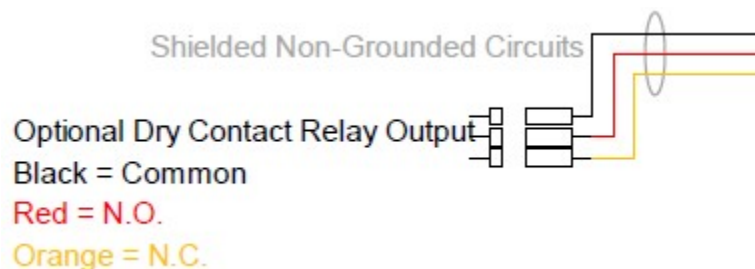 Shielded Non-Grounded Circuits
Optional Dry Contact Relay Output
Black = Common
Red = N.O.
Orange = N.C.